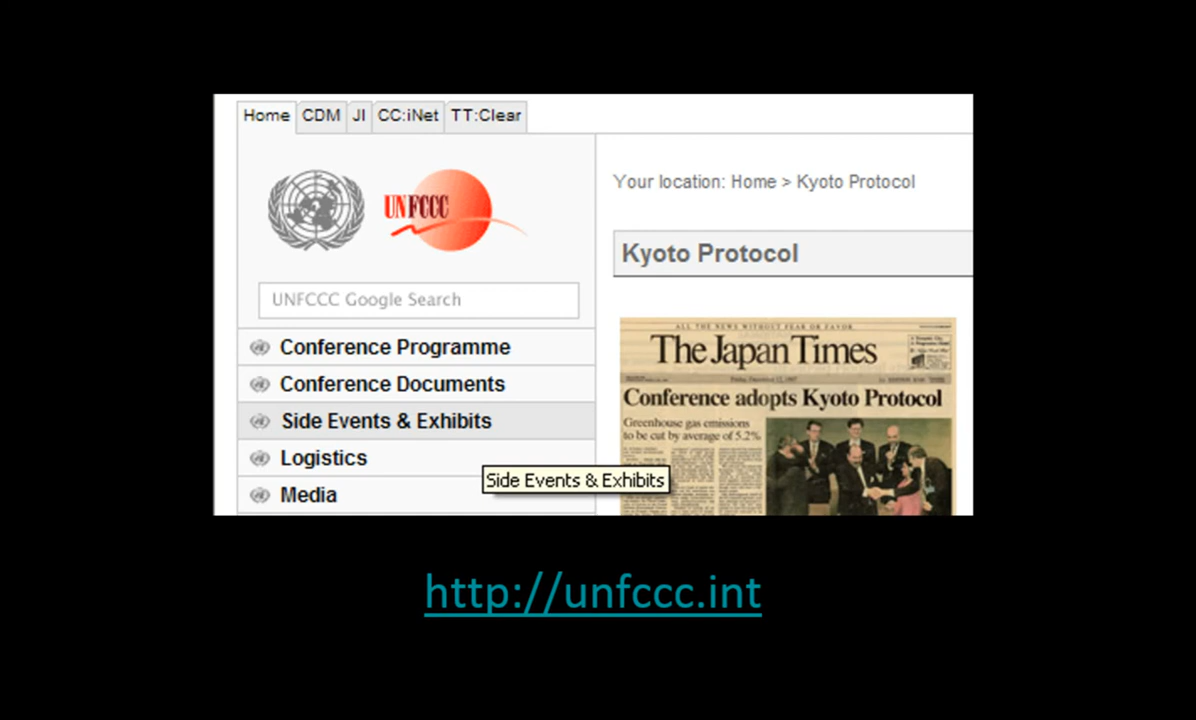 Home CDM JI CC:iNet TT:Clear
UNFCCC
UNFCCC Google Search
Conference Programme
Conference Documents
Side Events & Exhibits
Logistics
Media
Side Events & Exhibits
Your location: Home > Kyoto Protocol
Kyoto Protocol
ALL THE NEWS WITHOUT FEAR OR FAVOR
The Japan Times
Conference adopts Kyoto Protocol
Greenhouse gas emissions
to be cut by average of 5.2%
http://unfccc.int